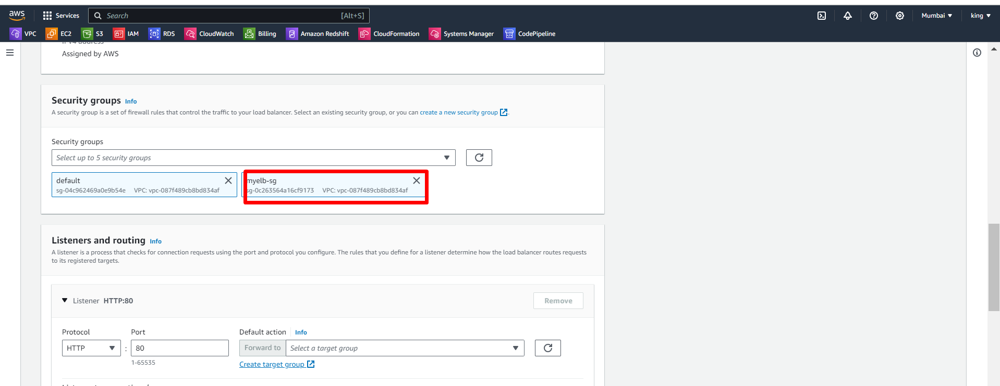 aws Services Search [Alt+S] Mumbai king
VPC EC2 S3 IAM RDS CloudWatch Billing Amazon Redshift CloudFormation Systems Manager CodePipeline
Assigned by AWS
Security groups Info
A security group is a set of firewall rules that control the traffic to your load balancer. Select an existing security group, or you can create a new security group.
Security groups
Select up to 5 security groups
default
sg-04c962469a0e9b54e VPC: vpc-087f489cb8bd834af
myelb-sg
sg-0c263564a16cf9173 VPC: vpc-087f489cb8bd834af
Listeners and routing Info
A listener is a process that checks for connection requests using the port and protocol you configure. The rules that you define for a listener determine how the load balancer routes requests
to its registered targets.
Listener HTTP:80 Remove
Protocol Port Default action Info
HTTP : 80 Forward to Select a target group
1-65535
Create target group